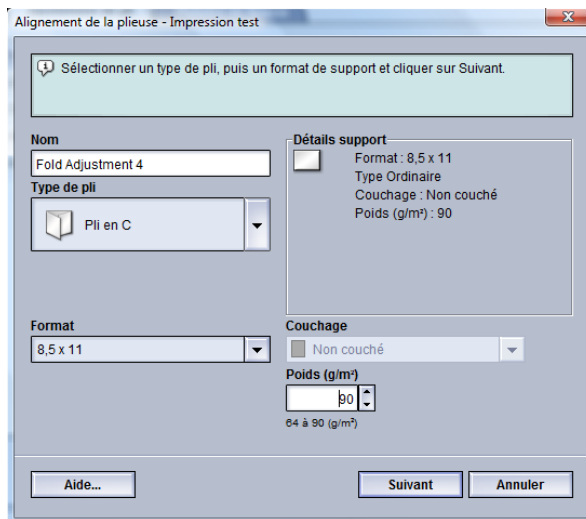 Alignement de la plieuse - Impression test
Sélectionner un type de pli, puis un format de support et cliquer sur Suivant.
Nom
Fold Adjustment 4
Type de pli
Pli en C
Détails support
Format : 8,5 x 11
Type Ordinaire
Couchage : Non couché
Poids (g/m²) : 90
Format
8,5 x 11
Couchage
Non couché
Poids (g/m²)
90
64 à 90 (g/m²)
Aide...
Suivant
Annuler